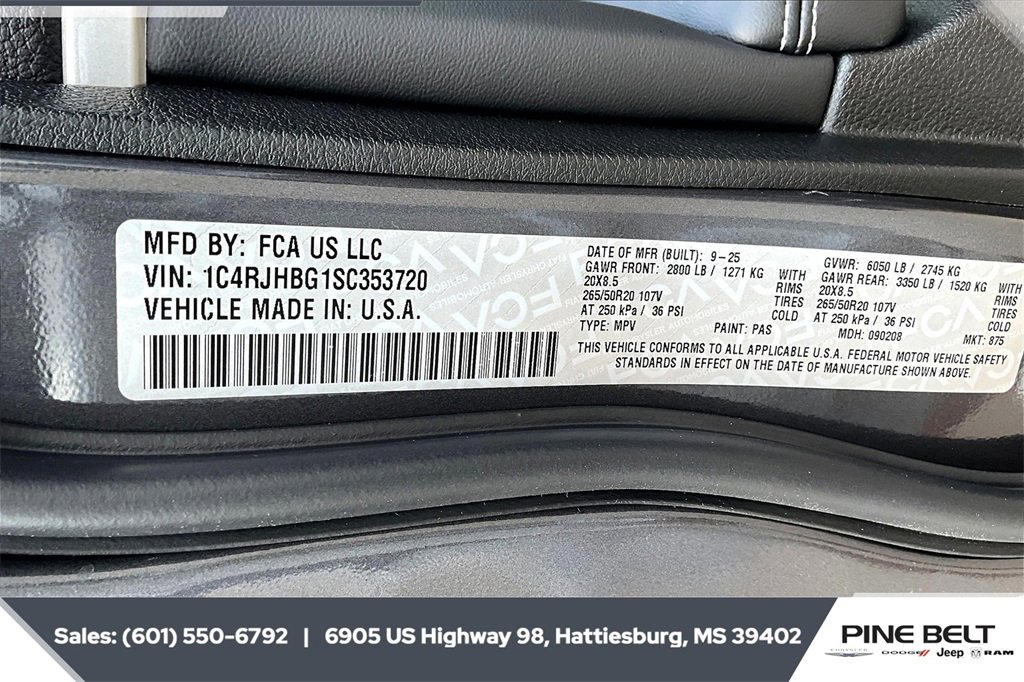 MFD BY: FCA US LLC
VIN: 1C4RJHBG1SC353720
VEHICLE MADE IN: U.S.A.
DATE OF MFR (BUILT): 9-25
GAWR FRONT: 2800 LB / 1271 KG WITH
20X8.5 RIMS
265/50R20 107V TIRES
AT 250 kPa / 36 PSI COLD
TYPE: MPV PAINT: PAS
GVWR: 6050 LB / 2745 KG
GAWR REAR: 3350 LB / 1520 KG WITH
20X8.5 RIMS
265/50R20 107V TIRES
AT 250 kPa / 36 PSI COLD
MDH: 090208 MKT: 875
THIS VEHICLE CONFORMS TO ALL APPLICABLE U.S.A. FEDERAL MOTOR VEHICLE SAFETY
STANDARDS IN EFFECT ON THE DATE OF MANUFACTURE SHOWN ABOVE.
Sales: (601) 550-6792 | 6905 US Highway 98, Hattiesburg, MS 39402
PINE BELT
CHRYSLER DODGE Jeep RAM